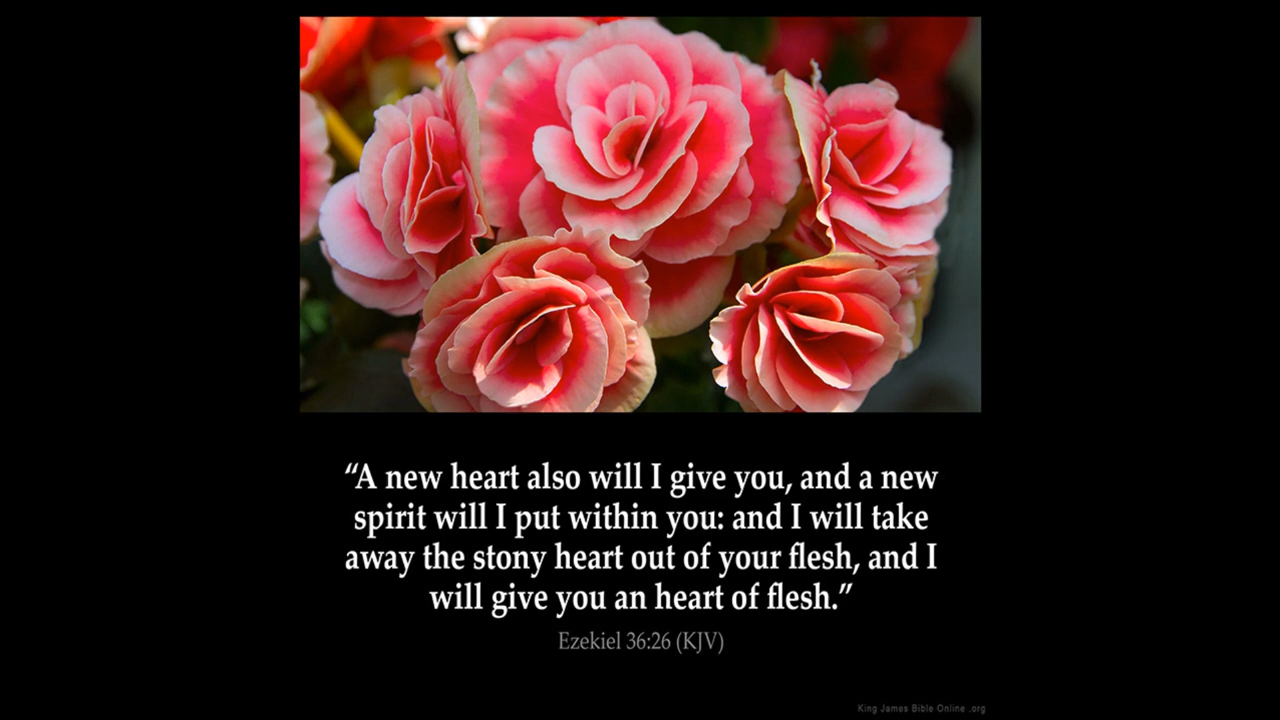 “A new heart also will I give you, and a new
spirit will I put within you: and I will take
away the stony heart out of your flesh, and I
will give you an heart of flesh.”
Ezekiel 36:26 (KJV)
King James Bible Online .org